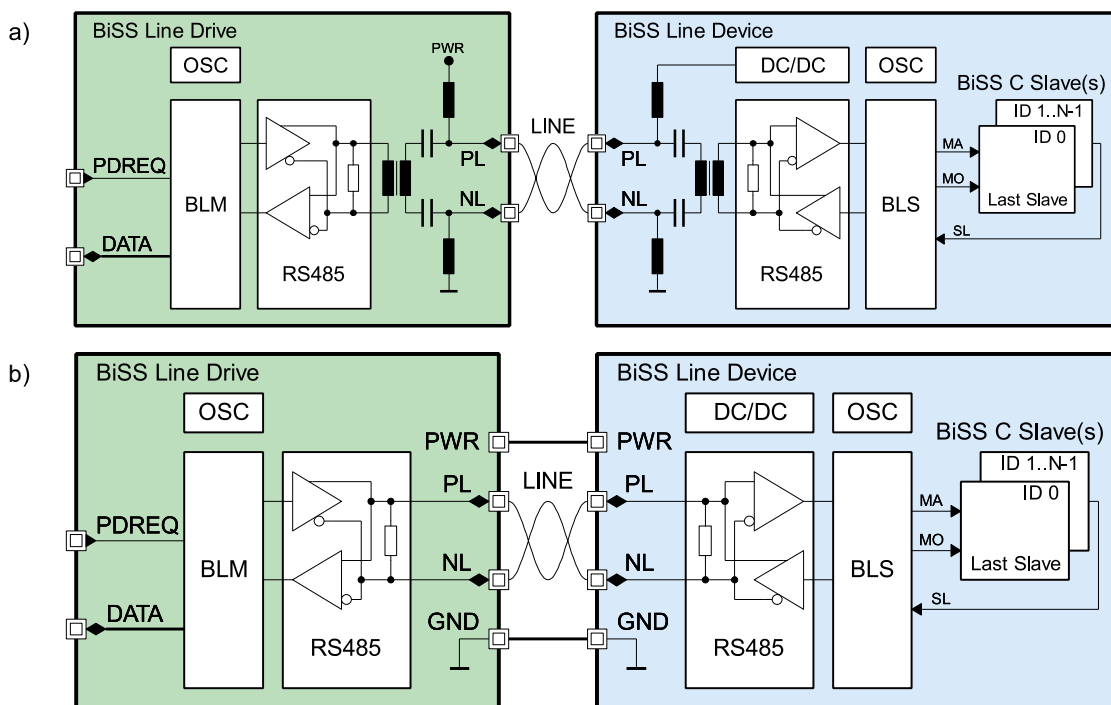 a)
BiSS Line Drive
OSC
PWR
PDREQ
BLM
DATA
RS485
PL
NL
LINE
BiSS Line Device
DC/DC
OSC
BiSS C Slave(s)
ID 1..N-1
ID 0
Last Slave
PL
NL
RS485
BLS
MA
MO
SL
b)
BiSS Line Drive
OSC
PWR
PL
PDREQ
BLM
NL
DATA
RS485
GND
LINE
BiSS Line Device
DC/DC
OSC
BiSS C Slave(s)
ID 1..N-1
ID 0
Last Slave
PWR
PL
NL
GND
RS485
BLS
MA
MO
SL